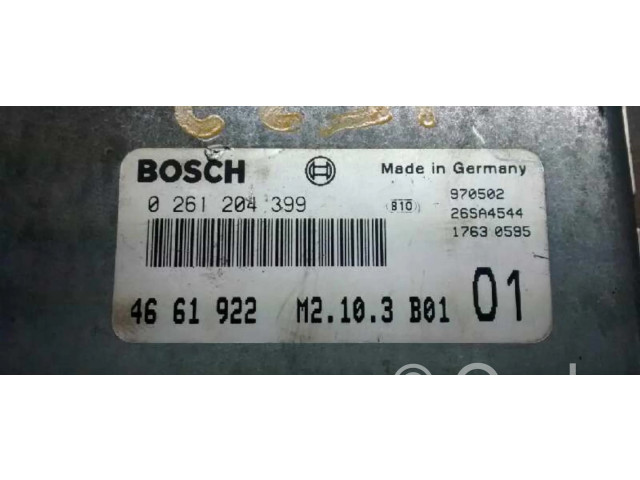 BOSCH Made in Germany
0 261 204 399 B10 970502
26SA4544
1763 0595
46 61 922 M2.10.3 B01 01